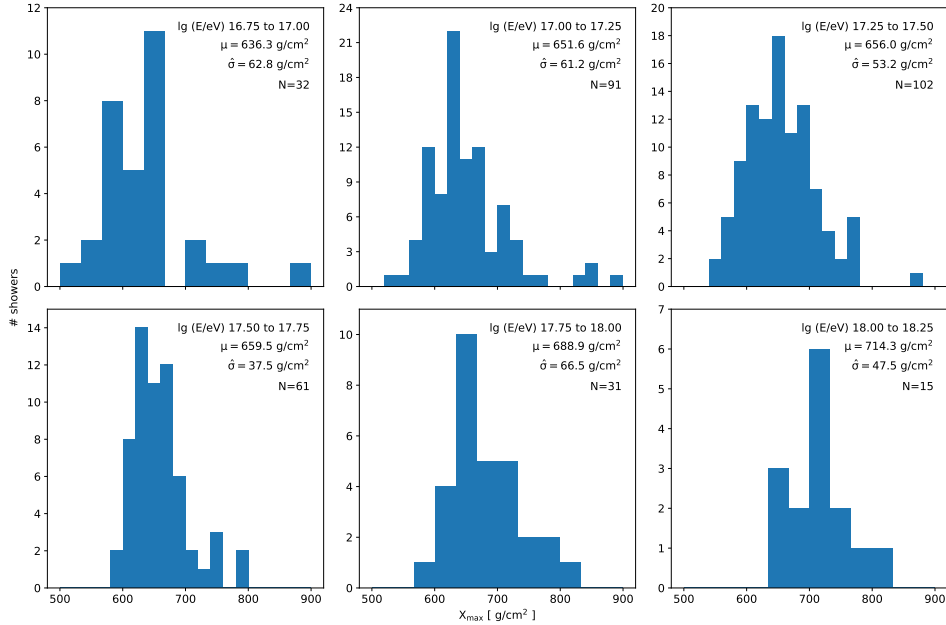 lg (E/eV) 16.75 to 17.00
μ = 636.3 g/cm²
σ̂ = 62.8 g/cm²
N=32
12
10
8
6
4
2
0
lg (E/eV) 17.00 to 17.25
μ = 651.6 g/cm²
σ̂ = 61.2 g/cm²
N=91
24
21
18
15
12
9
6
3
0
lg (E/eV) 17.25 to 17.50
μ = 656.0 g/cm²
σ̂ = 53.2 g/cm²
N=102
20
18
16
14
12
10
8
6
4
2
0
# showers
lg (E/eV) 17.50 to 17.75
μ = 659.5 g/cm²
σ̂ = 37.5 g/cm²
N=61
14
12
10
8
6
4
2
0
500 600 700 800 900
lg (E/eV) 17.75 to 18.00
μ = 688.9 g/cm²
σ̂ = 66.5 g/cm²
N=31
10
8
6
4
2
0
500 600 700 800 900
lg (E/eV) 18.00 to 18.25
μ = 714.3 g/cm²
σ̂ = 47.5 g/cm²
N=15
7
6
5
4
3
2
1
0
500 600 700 800 900
Xmax [ g/cm² ]